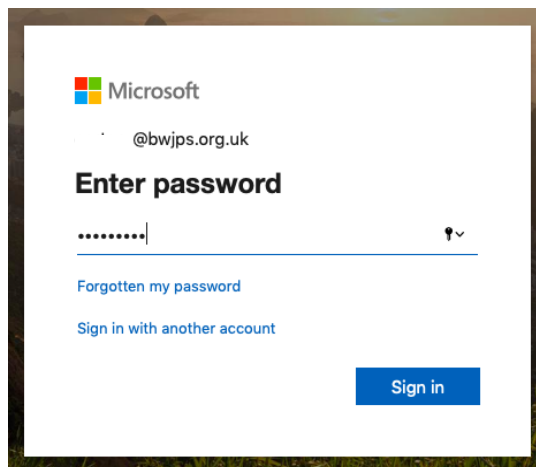 Microsoft
@bwjps.org.uk
Enter password
•••••••••
Forgotten my password
Sign in with another account
Sign in